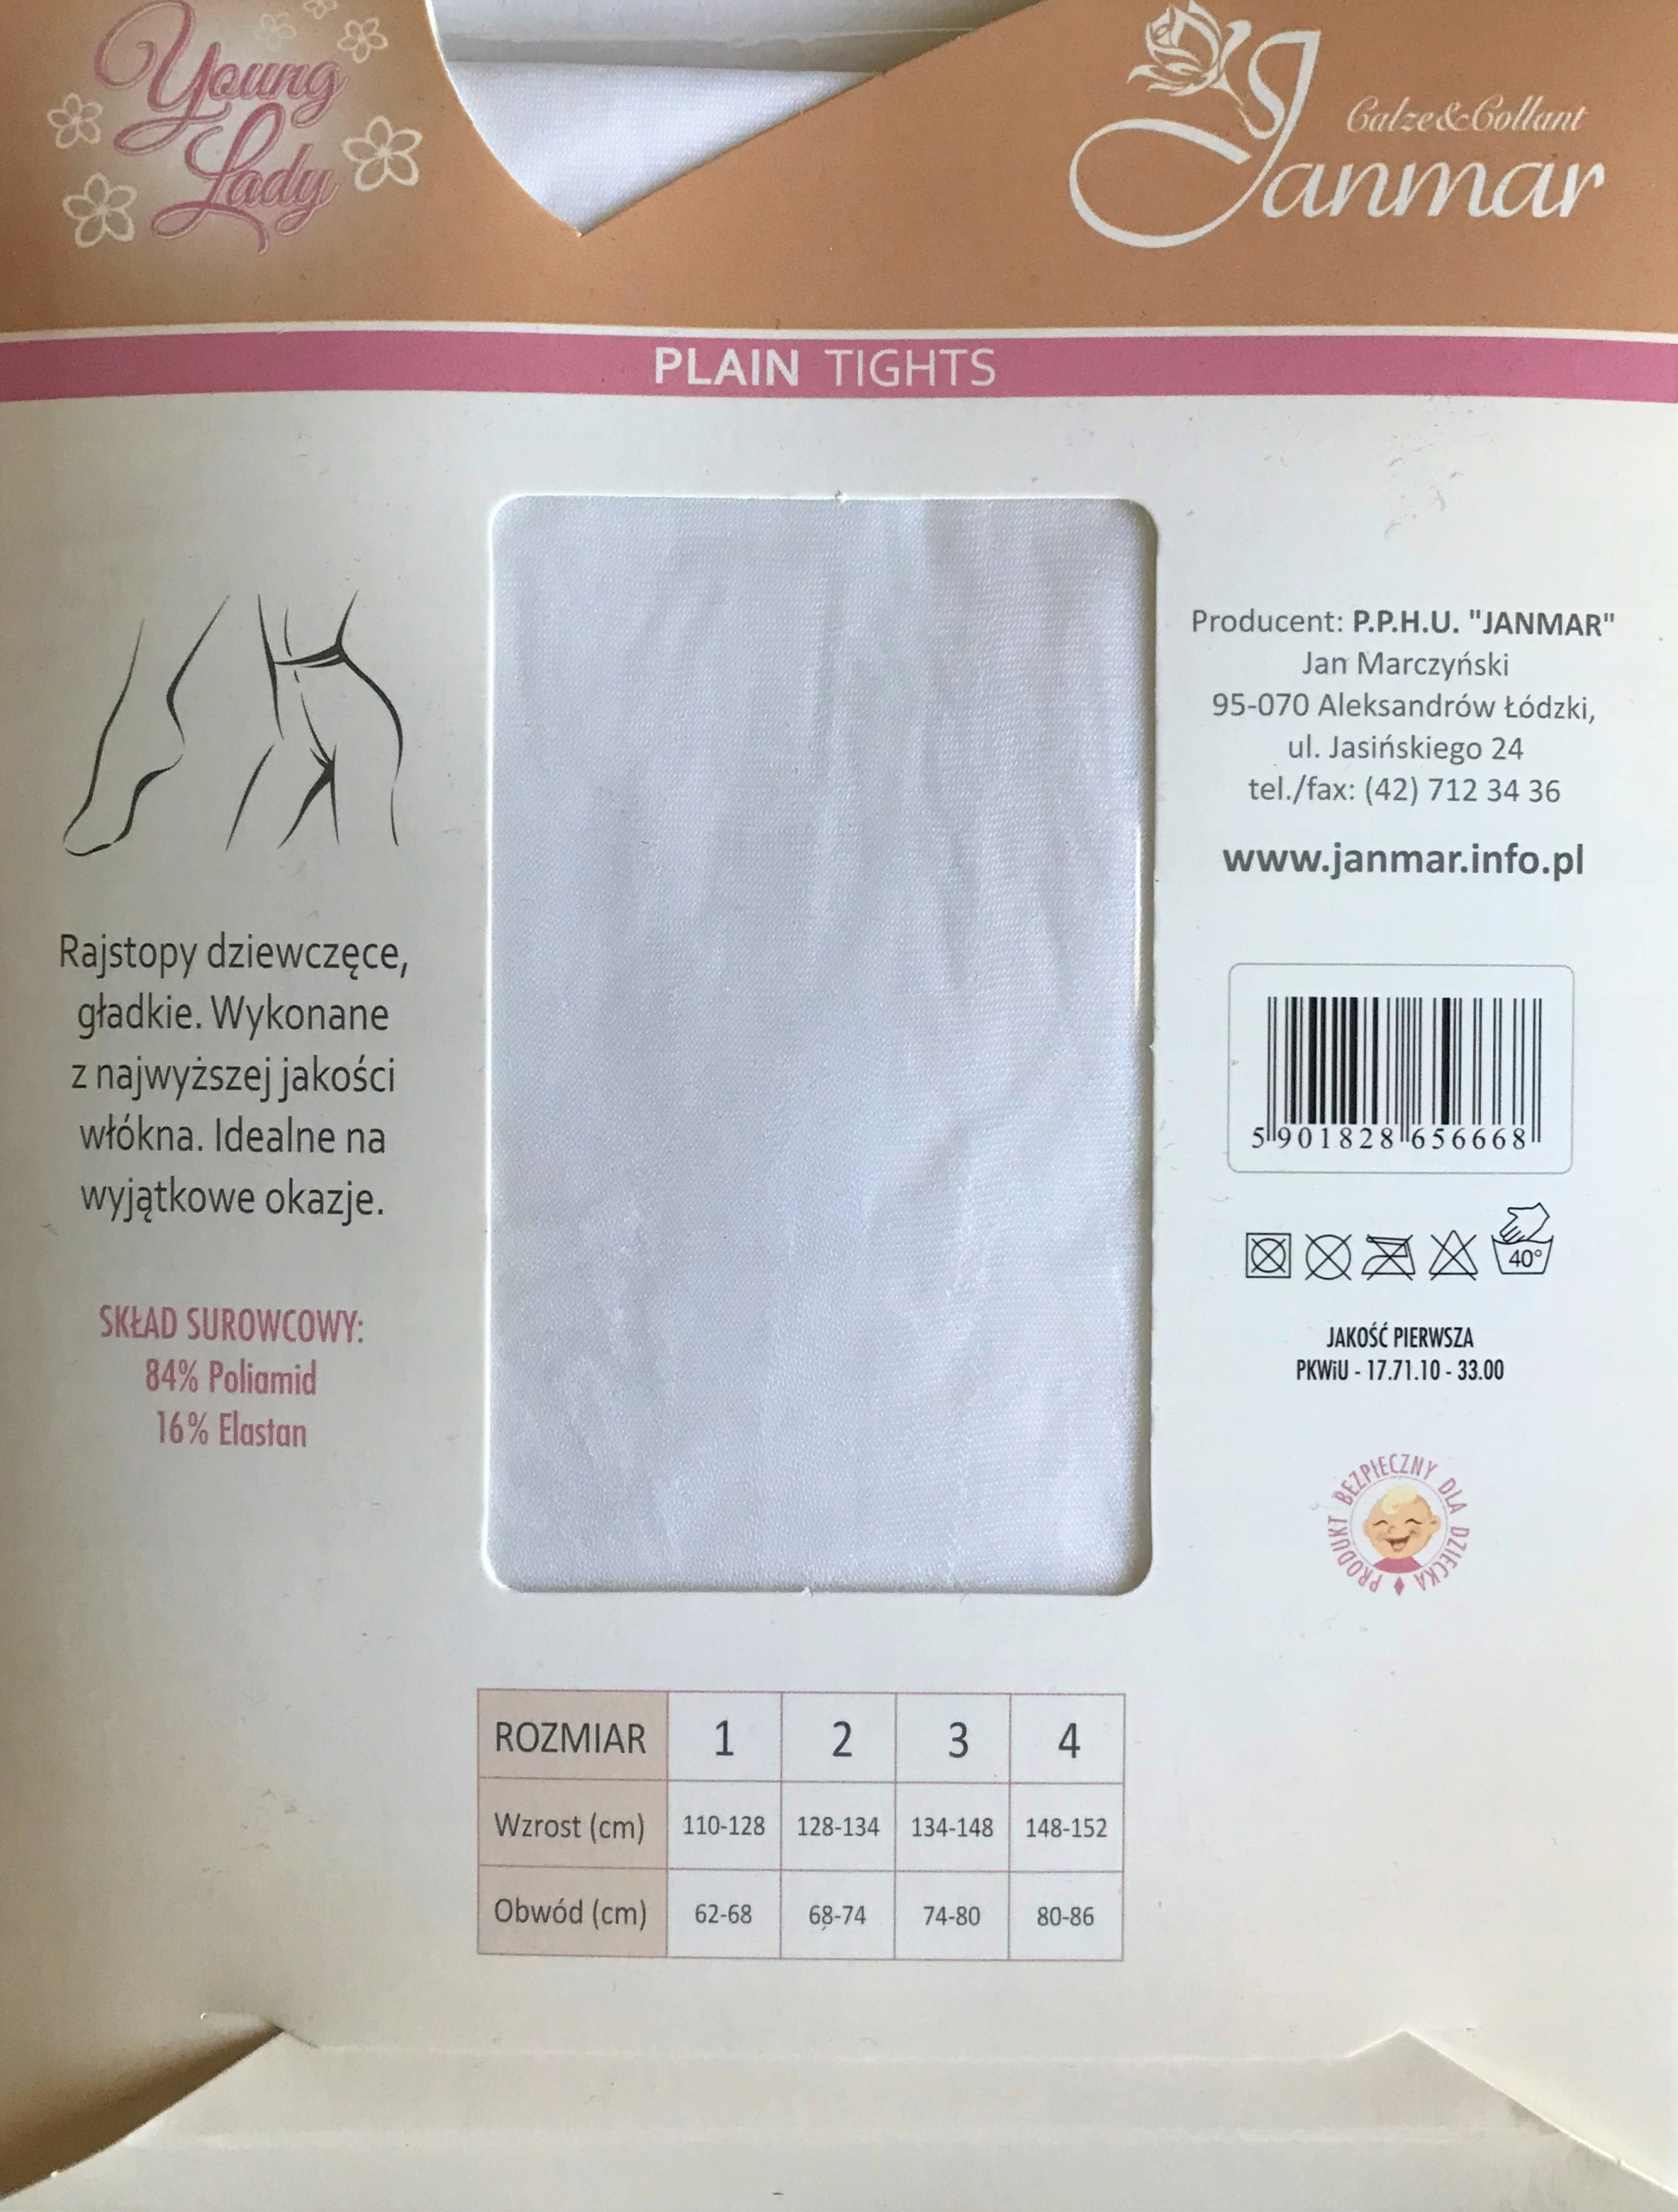 Young
Lady
Calze&Collant
Janmar
PLAIN TIGHTS
Producent: P.P.H.U. "JANMAR"
Jan Marczyński
95-070 Aleksandrów Łódzki,
ul. Jasińskiego 24
tel./fax: (42) 712 34 36
www.janmar.info.pl
Rajstopy dziewczęce,
gładkie. Wykonane
z najwyższej jakości
włókna. Idealne na
wyjątkowe okazje.
SKŁAD SUROWCOWY:
84% Poliamid
16% Elastan
5 901828 656668
40°
JAKOŚĆ PIERWSZA
PKWiU - 17.71.10 - 33.00
PRODUKT BEZPIECZNY DLA DZIECKA
ROZMIAR 1 2 3 4
Wzrost (cm) 110-128 128-134 134-148 148-152
Obwód (cm) 62-68 68-74 74-80 80-86